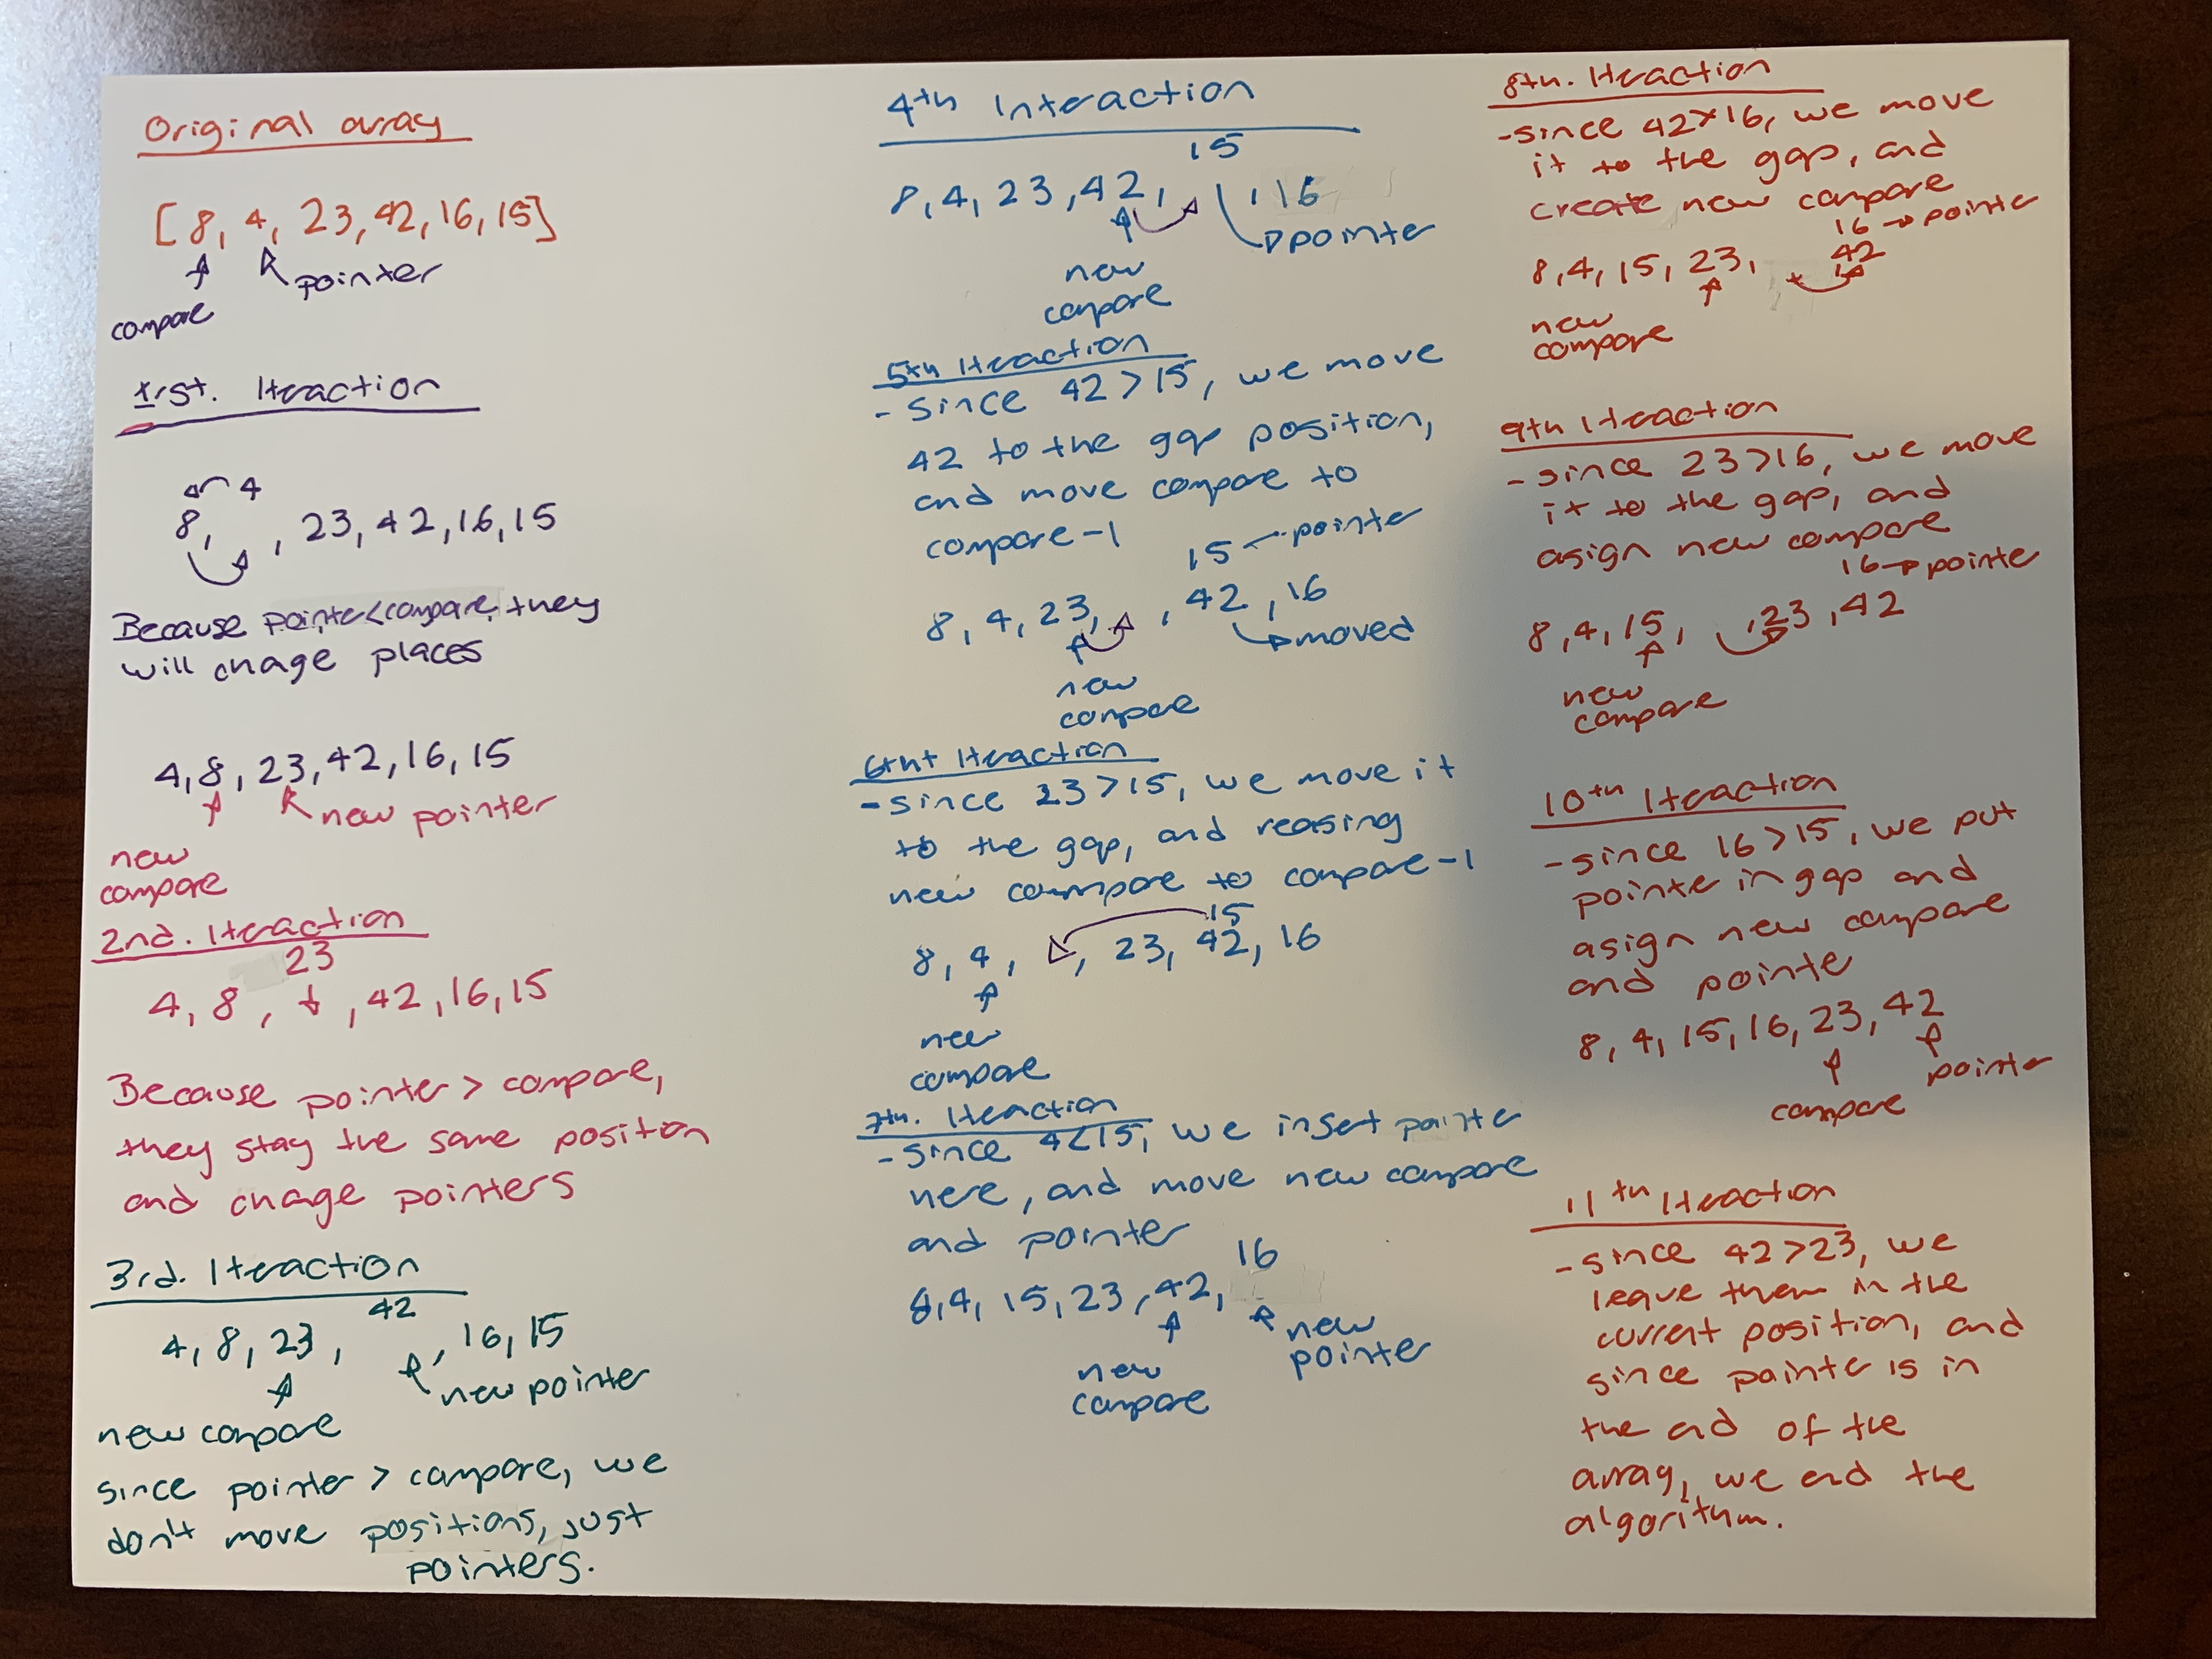 Original array
[8, 4, 23, 42, 16, 15]
pointer
compare
1rst. Iteraction
4
8, , 23, 42, 16, 15
Because pointer<compare, they
will chage places
4, 8, 23, 42, 16, 15
new pointer
new
compare
2nd. Iteraction
23
4, 8, , 42, 16, 15
Because pointer > compare,
they stay the same position
and chage pointers
3rd. Iteraction
42
4, 8, 23, , 16, 15
new pointer
new compare
since pointer > compare, we
don't move positions, just
pointers.
4th Interaction
15
8, 4, 23, 42, , 16
pointer
new
compare
5th Iteraction
- since 42 > 15, we move
42 to the gap position,
and move compare to
compare-1
15 pointer
8, 4, 23, , 42, 16
moved
new
compare
6tht Iteraction
- since 23 > 15, we move it
to the gap, and reasing
new commpare to compare-1
15
8, 4, , 23, 42, 16
new
compare
7th. Iteraction
- since 4<15, we insert pointer
here, and move new compare
and pointer
16
8, 4, 15, 23, 42,
new
pointer
new
compare
8th. Iteraction
- since 42>16, we move
it to the gap, and
create new compare
16 pointer
8, 4, 15, 23, , 42
new
compare
9th Iteraction
- since 23>16, we move
it to the gap, and
asign new compare
16 pointer
8, 4, 15, , 23, 42
new
compare
10th Iteraction
- since 16 > 15, we put
pointer in gap and
asign new compare
and pointer
8, 4, 15, 16, 23, 42
pointer
compare
11th Iteraction
- since 42 > 23, we
leave them in the
current position, and
since pointer is in
the end of the
array, we end the
algorithm.